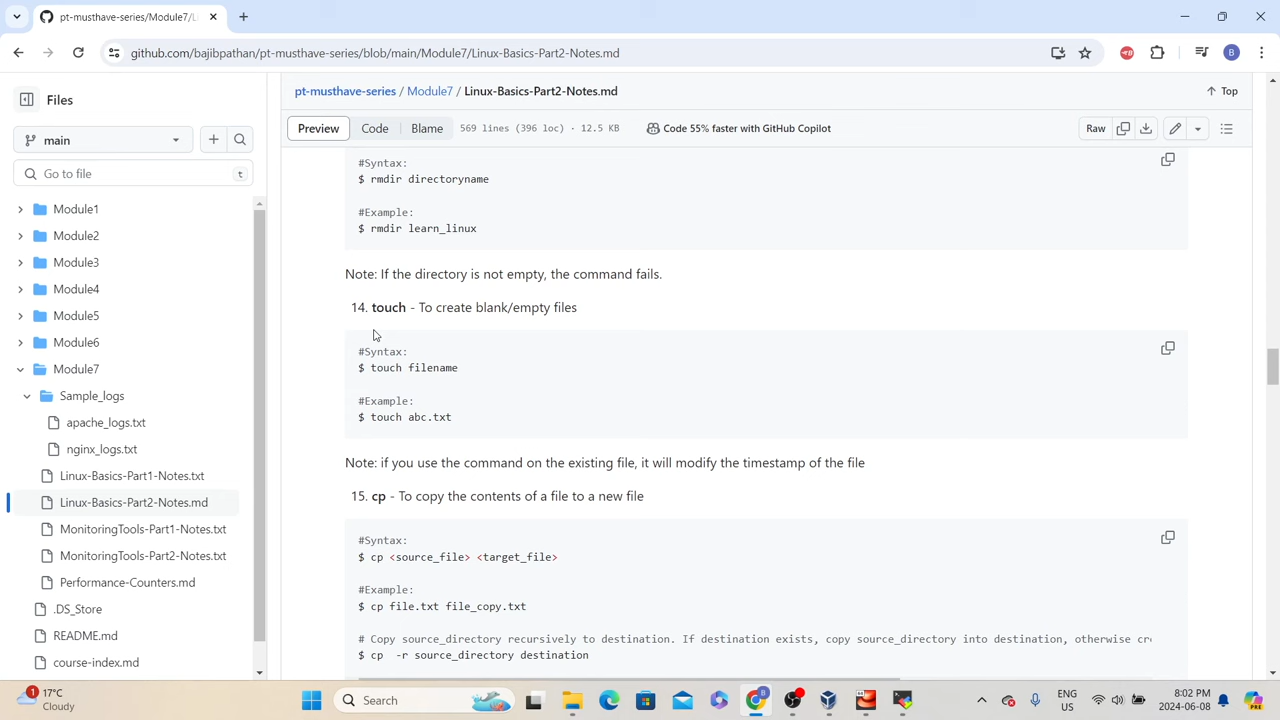 pt-musthave-series/Module7/Li
github.com/bajibpathan/pt-musthave-series/blob/main/Module7/Linux-Basics-Part2-Notes.md
B
Files
pt-musthave-series / Module7 / Linux-Basics-Part2-Notes.md
Top
main
Preview
Code
Blame
569 lines (396 loc) · 12.5 KB
Code 55% faster with GitHub Copilot
Raw
Go to file
t
Module1
Module2
Module3
Module4
Module5
Module6
Module7
Sample_logs
apache_logs.txt
nginx_logs.txt
Linux-Basics-Part1-Notes.txt
Linux-Basics-Part2-Notes.md
MonitoringTools-Part1-Notes.txt
MonitoringTools-Part2-Notes.txt
Performance-Counters.md
.DS_Store
README.md
course-index.md
#Syntax:
$ rmdir directoryname
#Example:
$ rmdir learn_linux
Note: If the directory is not empty, the command fails.
14. touch - To create blank/empty files
#Syntax:
$ touch filename
#Example:
$ touch abc.txt
Note: if you use the command on the existing file, it will modify the timestamp of the file
15. cp - To copy the contents of a file to a new file
#Syntax:
$ cp <source_file> <target_file>
#Example:
$ cp file.txt file_copy.txt
# Copy source_directory recursively to destination. If destination exists, copy source_directory into destination, otherwise cre
$ cp  -r source_directory destination
1
17°C
Cloudy
Search
ENG
US
8:02 PM
2024-06-08